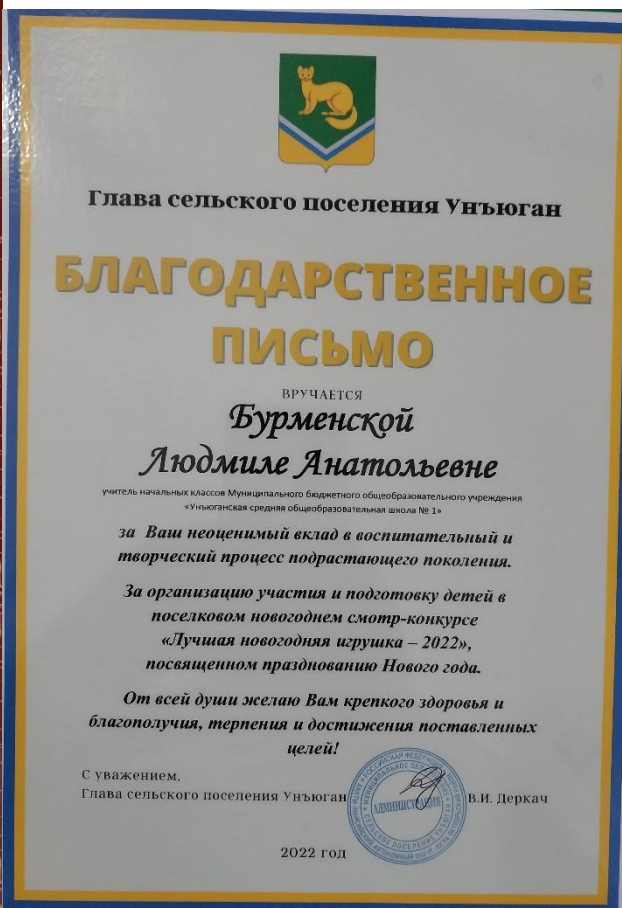 Глава сельского поселения Унъюган
БЛАГОДАРСТВЕННОЕ
ПИСЬМО
ВРУЧАЕТСЯ
Бурменской
Людмиле Анатольевне
учитель начальных классов Муниципального бюджетного общеобразовательного учреждения
«Унъюганская средняя общеобразовательная школа № 1»
за Ваш неоценимый вклад в воспитательный и
творческий процесс подрастающего поколения.
За организацию участия и подготовку детей в
поселковом новогоднем смотр-конкурсе
«Лучшая новогодняя игрушка – 2022»,
посвященном празднованию Нового года.
От всей души желаю Вам крепкого здоровья и
благополучия, терпения и достижения поставленных
целей!
С уважением,
Глава сельского поселения Унъюган
В.И. Деркач
АДМИНИСТРАЦИЯ
2022 год